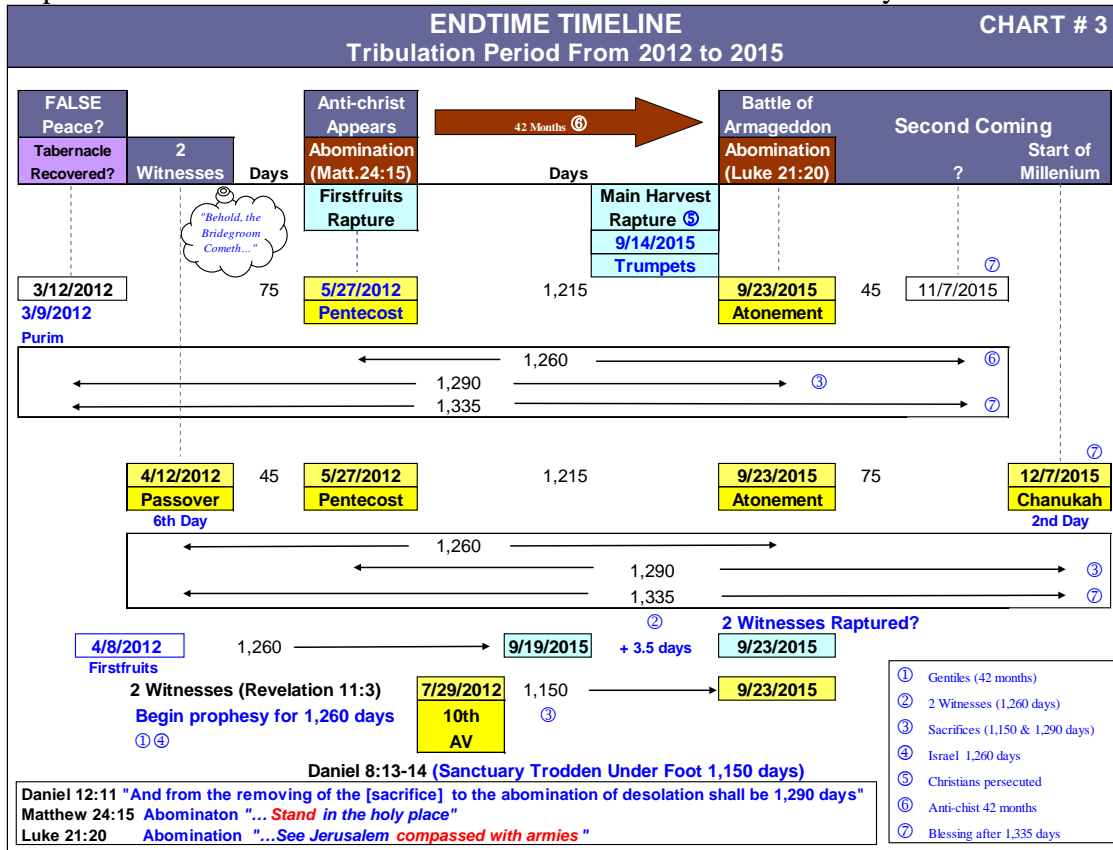 ENDTIME TIMELINE
CHART # 3
Tribulation Period From 2012 to 2015
FALSE
Peace?
Tabernacle
Recovered?
2
Witnesses
Days
Anti-christ
Appears
Abomination
(Matt.24:15)
Firstfruits
Rapture
42 Months ⑥
Days
Main Harvest
Rapture ⑤
9/14/2015
Trumpets
Battle of
Armageddon
Abomination
(Luke 21:20)
Second Coming
?
Start of
Millenium
"Behold, the
Bridegroom
Cometh…"
⑦
3/12/2012 75 5/27/2012 1,215 9/23/2015 45 11/7/2015
3/9/2012 Pentecost Atonement
Purim
1,260 ⑥
1,290 ③
1,335 ⑦
⑦
4/12/2012 45 5/27/2012 1,215 9/23/2015 75 12/7/2015
Passover Pentecost Atonement Chanukah
6th Day 2nd Day
1,260
1,290 ③
1,335 ⑦
② 2 Witnesses Raptured?
4/8/2012 1,260 9/19/2015 + 3.5 days 9/23/2015
Firstfruits
2 Witnesses (Revelation 11:3) 7/29/2012 1,150 9/23/2015
Begin prophesy for 1,260 days 10th ③
①④ AV
Daniel 8:13-14 (Sanctuary Trodden Under Foot 1,150 days)
Daniel 12:11 "And from the removing of the [sacrifice] to the abomination of desolation shall be 1,290 days"
Matthew 24:15 Abominaton "… Stand in the holy place"
Luke 21:20 Abomination "…See Jerusalem compassed with armies"
① Gentiles (42 months)
② 2 Witnesses (1,260 days)
③ Sacrifices (1,150 & 1,290 days)
④ Israel 1,260 days
⑤ Christians persecuted
⑥ Anti-chist 42 months
⑦ Blessing after 1,335 days